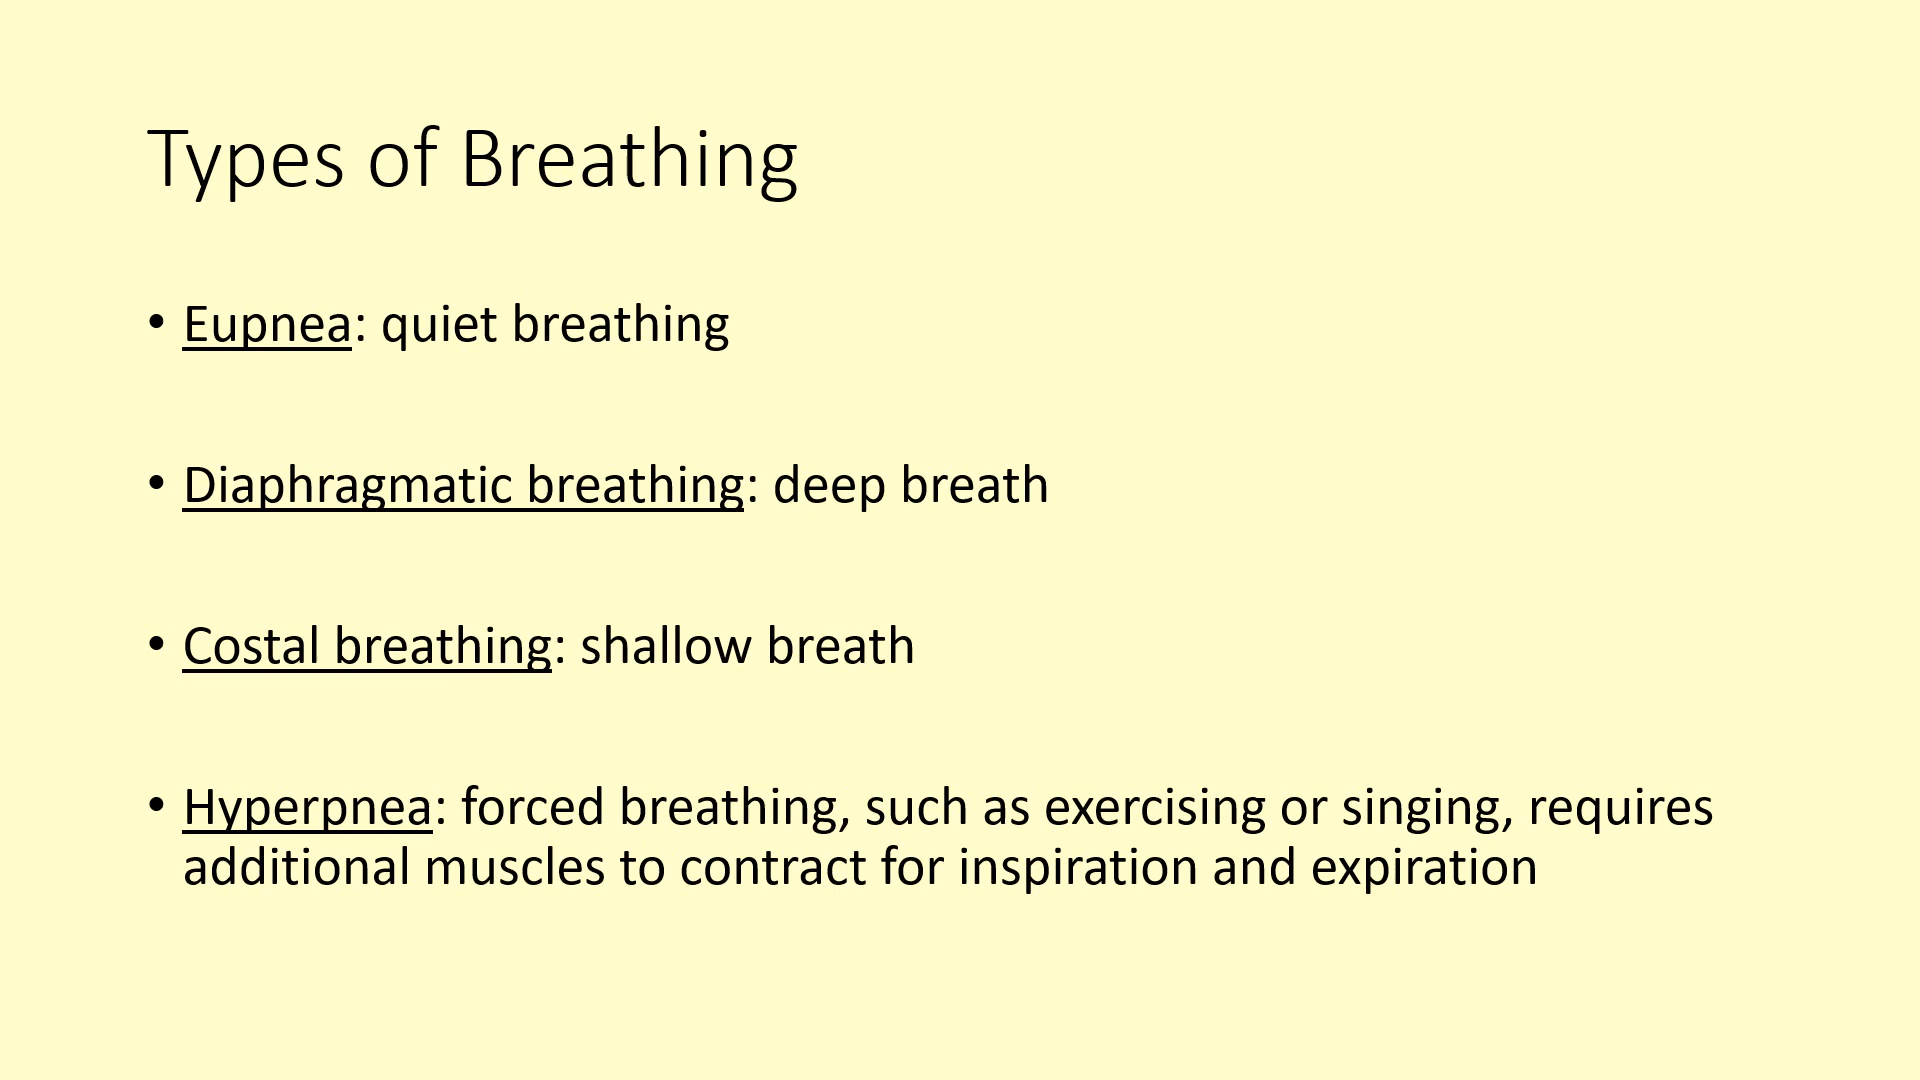 Types of Breathing
• Eupnea: quiet breathing
• Diaphragmatic breathing: deep breath
• Costal breathing: shallow breath
• Hyperpnea: forced breathing, such as exercising or singing, requires
additional muscles to contract for inspiration and expiration